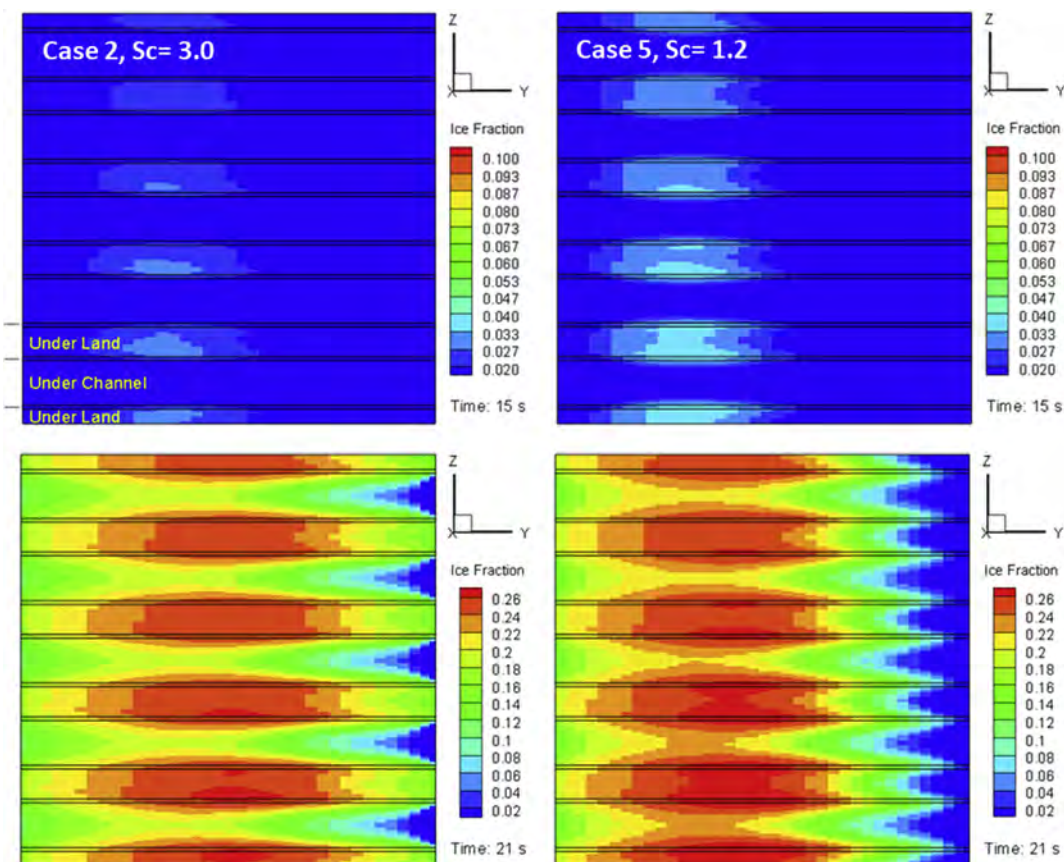 Case 2, Sc= 3.0
Z
X
Y
Ice Fraction
0.100
0.093
0.087
0.080
0.073
0.067
0.060
0.053
0.047
0.040
0.033
0.027
0.020
Time: 15 s
Under Land
Under Channel
Under Land
Case 5, Sc= 1.2
Z
X
Y
Ice Fraction
0.100
0.093
0.087
0.080
0.073
0.067
0.060
0.053
0.047
0.040
0.033
0.027
0.020
Time: 15 s
Z
X
Y
Ice Fraction
0.26
0.24
0.22
0.2
0.18
0.16
0.14
0.12
0.1
0.08
0.06
0.04
0.02
Time: 21 s
Z
X
Y
Ice Fraction
0.26
0.24
0.22
0.2
0.18
0.16
0.14
0.12
0.1
0.08
0.06
0.04
0.02
Time: 21 s